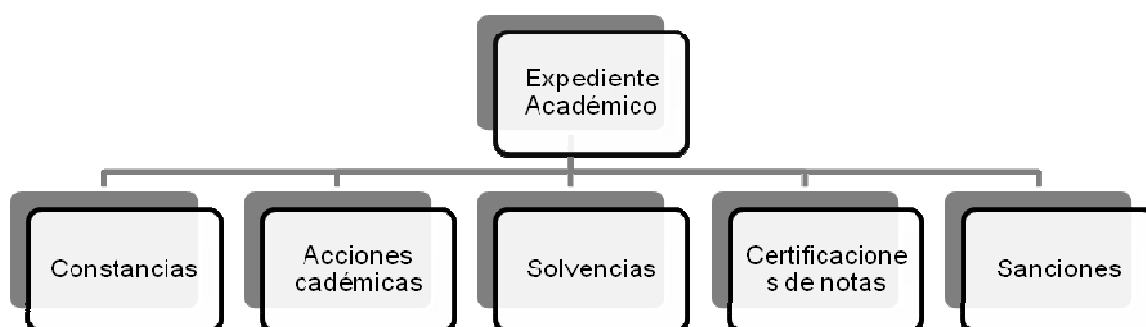 Expediente
Académico
Constancias
Acciones
cadémicas
Solvencias
Certificacione
s de notas
Sanciones